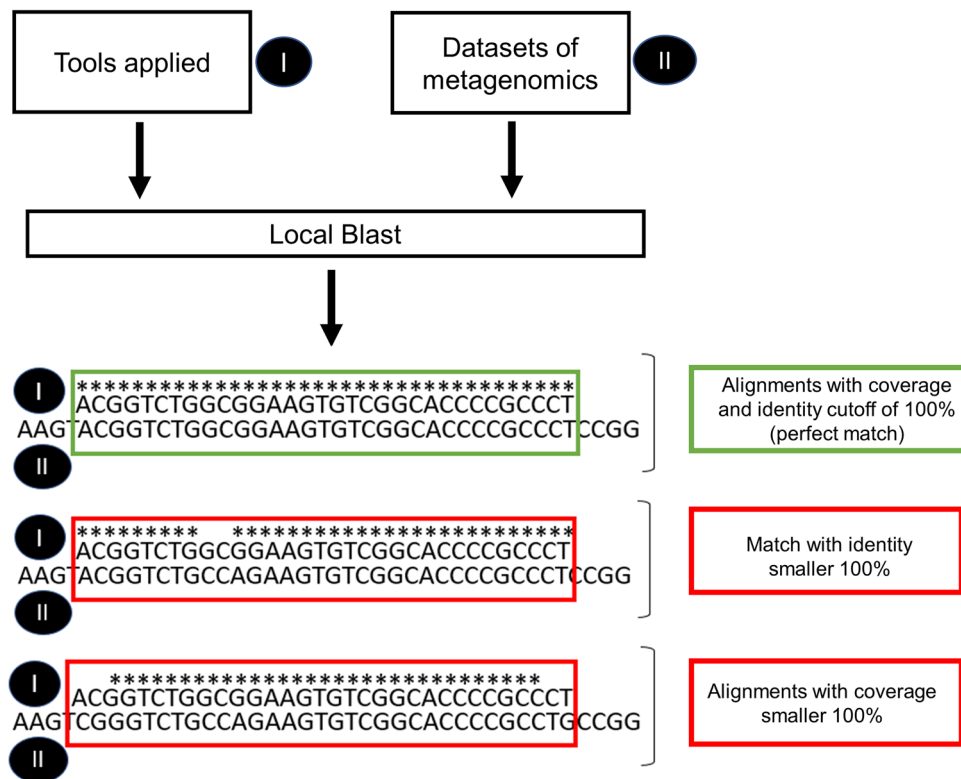 Tools applied
I
Datasets of
metagenomics
II
Local Blast
I
****************************
ACGGTCTGGCGGAAGTGTCGGCACCCCGCCCT
AAGTACGGTCTGGCGGAAGTGTCGGCACCCCGCCCTCCGG
II
Alignments with coverage
and identity cutoff of 100%
(perfect match)
I
******* *******************
ACGGTCTGGCGGAAGTGTCGGCACCCCGCCCT
AAGTACGGTCTGCCAGAAGTGTCGGCACCCCGCCCTCCGG
II
Match with identity
smaller 100%
I
************************
ACGGTCTGGCGGAAGTGTCGGCACCCCGCCCT
AAGTCGGGTCTGCCAGAAGTGTCGGCACCCCGCCTGCCGG
II
Alignments with coverage
smaller 100%